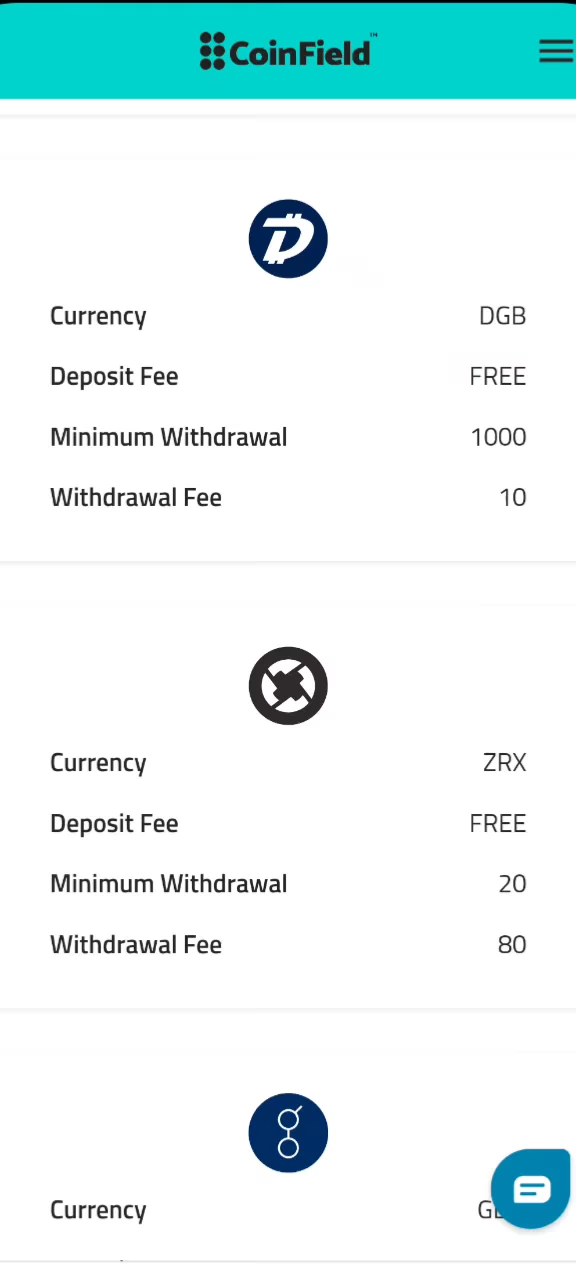 CoinField™
Currency DGB
Deposit Fee FREE
Minimum Withdrawal 1000
Withdrawal Fee 10
Currency ZRX
Deposit Fee FREE
Minimum Withdrawal 20
Withdrawal Fee 80
Currency